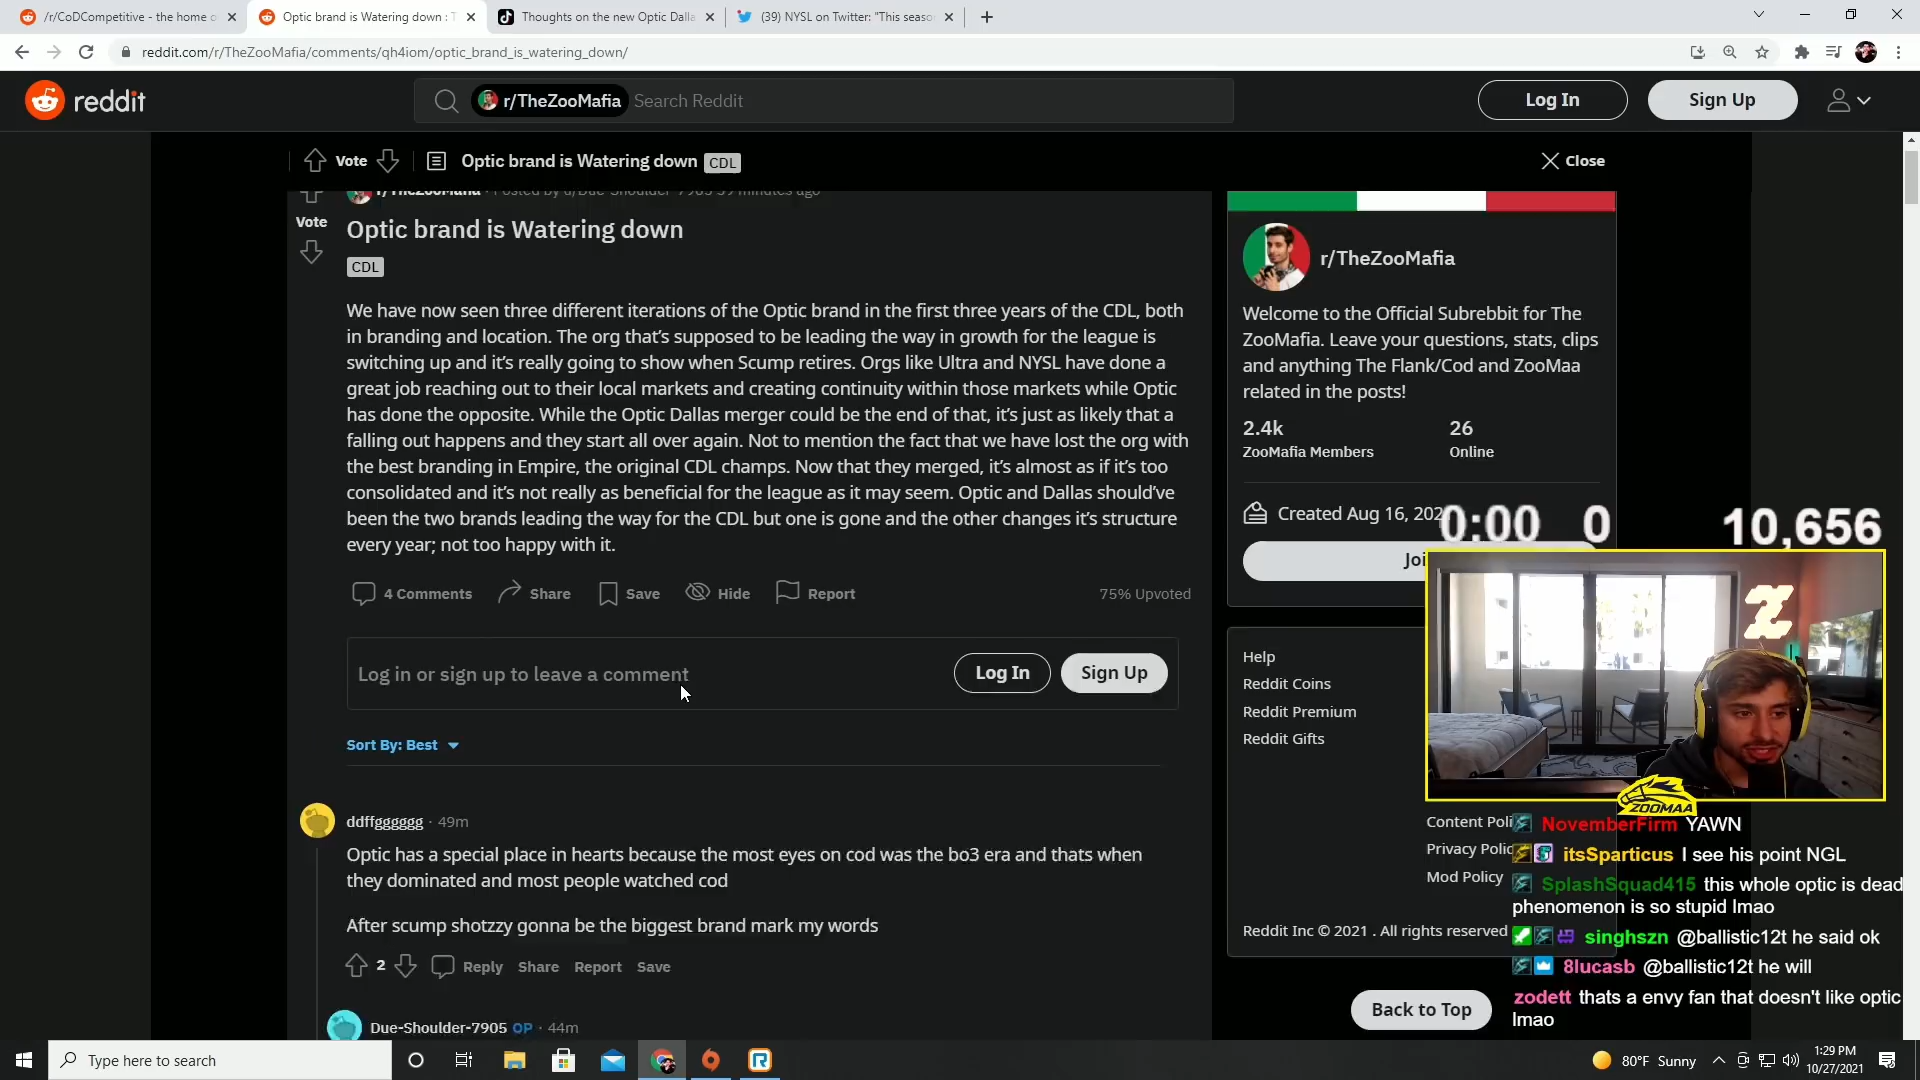 /r/CoDCompetitive - the home o
Optic brand is Watering down : T
Thoughts on the new Optic Dalla
(39) NYSL on Twitter: "This seaso
reddit.com/r/TheZooMafia/comments/qh4iom/optic_brand_is_watering_down/
reddit
r/TheZooMafia Search Reddit
Log In
Sign Up
Vote
Optic brand is Watering down CDL
Close
r/TheZooMafia · Posted by u/Due-Shoulder-7905 59 minutes ago
Vote
Optic brand is Watering down
CDL
We have now seen three different iterations of the Optic brand in the first three years of the CDL, both
in branding and location. The org that's supposed to be leading the way in growth for the league is
switching up and it's really going to show when Scump retires. Orgs like Ultra and NYSL have done a
great job reaching out to their local markets and creating continuity within those markets while Optic
has done the opposite. While the Optic Dallas merger could be the end of that, it's just as likely that a
falling out happens and they start all over again. Not to mention the fact that we have lost the org with
the best branding in Empire, the original CDL champs. Now that they merged, it's almost as if it's too
consolidated and it's not really as beneficial for the league as it may seem. Optic and Dallas should've
been the two brands leading the way for the CDL but one is gone and the other changes it's structure
every year; not too happy with it.
4 Comments
Share
Save
Hide
Report
75% Upvoted
Log in or sign up to leave a comment
Log In
Sign Up
Sort By: Best
ddffgggggg · 49m
Optic has a special place in hearts because the most eyes on cod was the bo3 era and thats when
they dominated and most people watched cod
After scump shotzzy gonna be the biggest brand mark my words
2
Reply
Share
Report
Save
Due-Shoulder-7905 OP · 44m
r/TheZooMafia
Welcome to the Official Subrebbit for The
ZooMafia. Leave your questions, stats, clips
and anything The Flank/Cod and ZooMaa
related in the posts!
2.4k
26
ZooMafia Members
Online
Created Aug 16, 202
0:00
0
10,656
Joi
Help
Reddit Coins
Reddit Premium
Reddit Gifts
Content Poli
Privacy Polic
Mod Policy
Reddit Inc © 2021 . All rights reserved
Back to Top
Z
ZOOMAA
NovemberFirm YAWN
itsSparticus I see his point NGL
SplashSquad415 this whole optic is dead
phenomenon is so stupid lmao
singhszn @ballistic12t he said ok
8lucasb @ballistic12t he will
zodett thats a envy fan that doesn't like optic
lmao
Type here to search
80°F Sunny
1:29 PM
10/27/2021